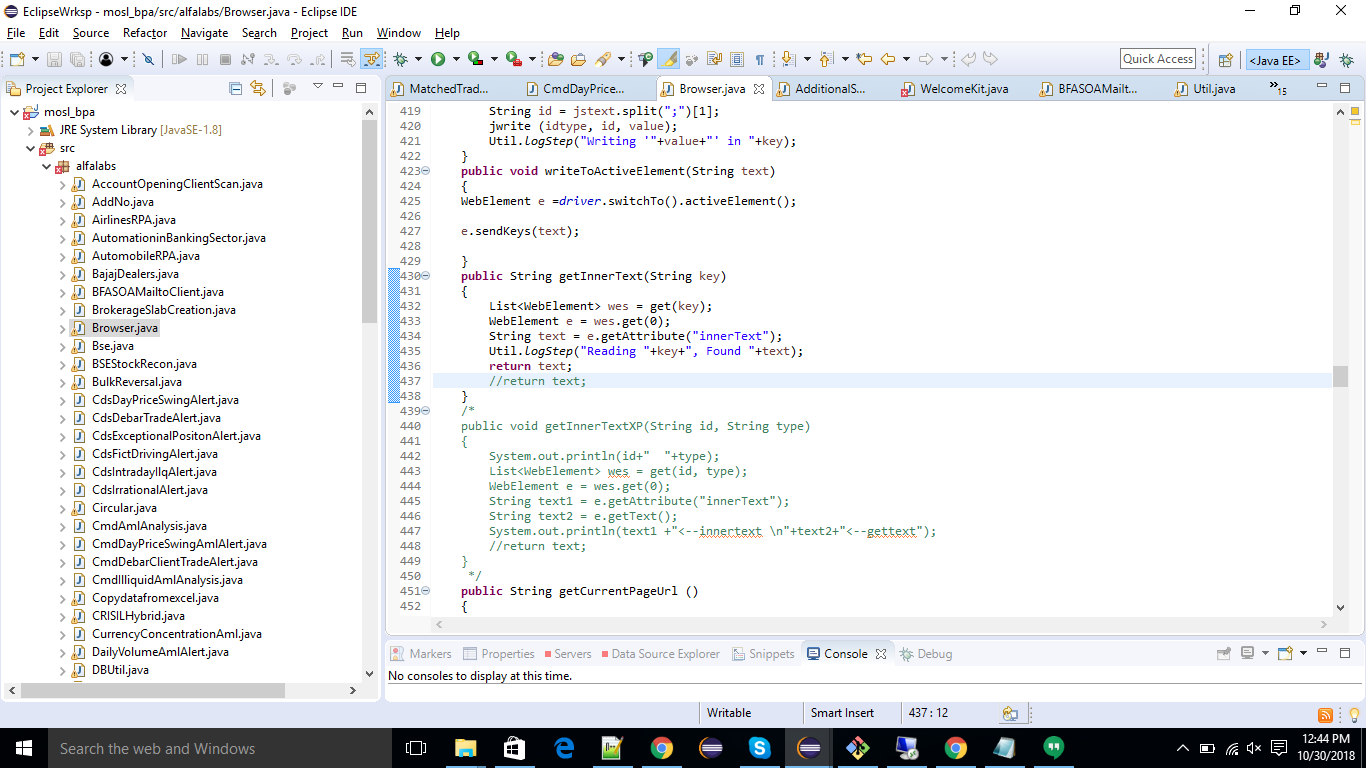 EclipseWrksp - mosl_bpa/src/alfalabs/Browser.java - Eclipse IDE
File Edit Source Refactor Navigate Search Project Run Window Help
Quick Access
<Java EE>
Project Explorer
MatchedTrad...
CmdDayPrice...
Browser.java
AdditionalS...
WelcomeKit.java
BFASOAMailt...
Util.java
»15
mosl_bpa
JRE System Library [JavaSE-1.8]
src
alfalabs
AccountOpeningClientScan.java
AddNo.java
AirlinesRPA.java
AutomationinBankingSector.java
AutomobileRPA.java
BajajDealers.java
BFASOAMailtoClient.java
BrokerageSlabCreation.java
Browser.java
Bse.java
BSEStockRecon.java
BulkReversal.java
CdsDayPriceSwingAlert.java
CdsDebarTradeAlert.java
CdsExceptionalPositonAlert.java
CdsFictDrivingAlert.java
CdsIntradayIlqAlert.java
CdsIrrationalAlert.java
Circular.java
CmdAmlAnalysis.java
CmdDayPriceSwingAmlAlert.java
CmdDebarClientTradeAlert.java
CmdIlliquidAmlAnalysis.java
Copydatafromexcel.java
CRISILHybrid.java
CurrencyConcentrationAml.java
DailyVolumeAmlAlert.java
DBUtil.java
419 String id = jstext.split(";")[1];
420 jwrite (idtype, id, value);
421 Util.logStep("Writing '"+value+"' in "+key);
422 }
423 public void writeToActiveElement(String text)
424 {
425 WebElement e =driver.switchTo().activeElement();
426
427 e.sendKeys(text);
428
429 }
430 public String getInnerText(String key)
431 {
432 List<WebElement> wes = get(key);
433 WebElement e = wes.get(0);
434 String text = e.getAttribute("innerText");
435 Util.logStep("Reading "+key+", Found "+text);
436 return text;
437 //return text;
438 }
439 /*
440 public void getInnerTextXP(String id, String type)
441 {
442 System.out.println(id+"  "+type);
443 List<WebElement> wes = get(id, type);
444 WebElement e = wes.get(0);
445 String text1 = e.getAttribute("innerText");
446 String text2 = e.getText();
447 System.out.println(text1 +"<--innertext \n"+text2+"<--gettext");
448 //return text;
449 }
450 */
451 public String getCurrentPageUrl ()
452 {
Markers Properties Servers Data Source Explorer Snippets Console Debug
No consoles to display at this time.
Writable Smart Insert 437 : 12
Search the web and Windows
12:44 PM
10/30/2018